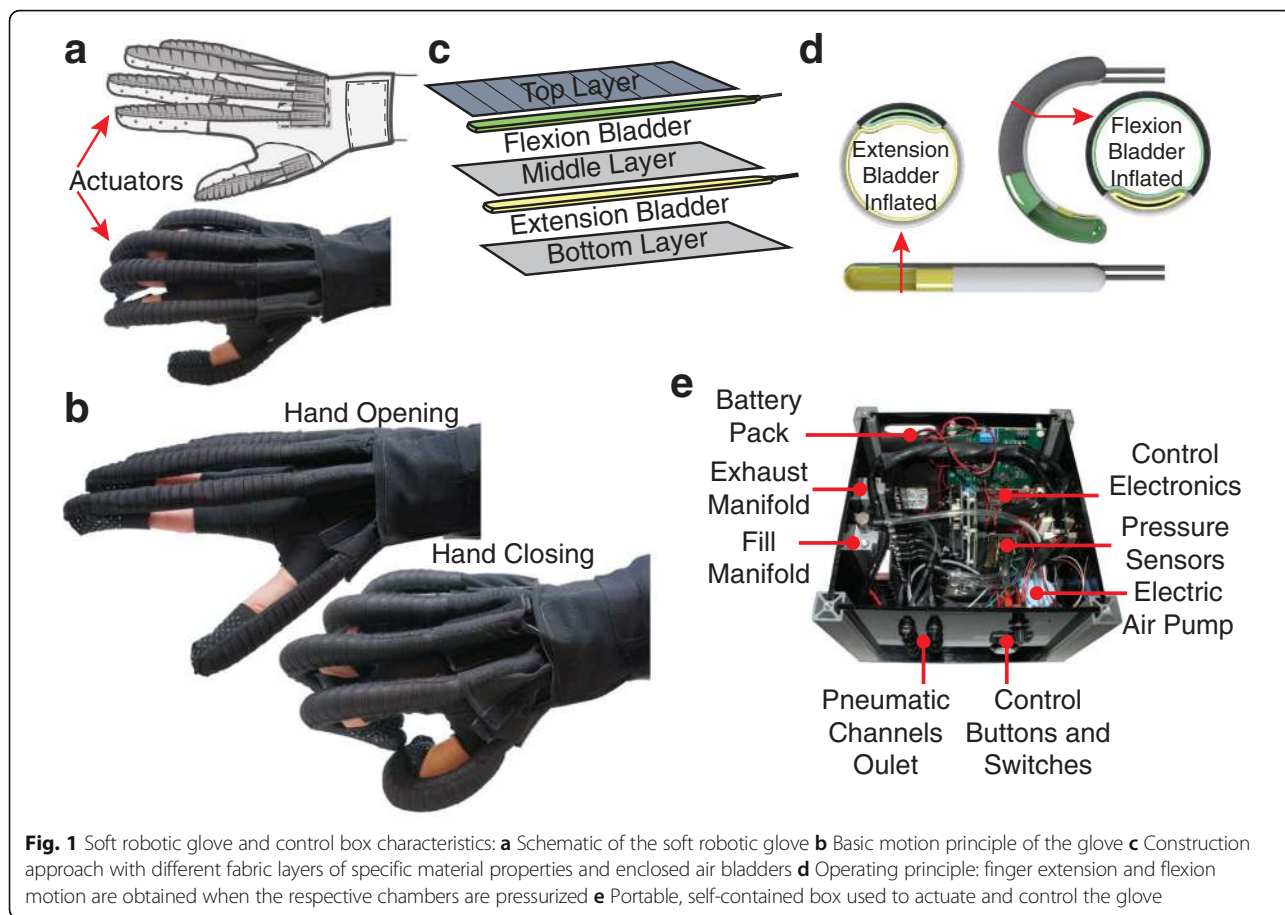 a
Actuators
b
Hand Opening
Hand Closing
c
Top Layer
Flexion Bladder
Middle Layer
Extension Bladder
Bottom Layer
d
Extension
Bladder
Inflated
Flexion
Bladder
Inflated
e
Battery
Pack
Exhaust
Manifold
Fill
Manifold
Control
Electronics
Pressure
Sensors
Electric
Air Pump
Pneumatic
Channels
Oulet
Control
Buttons and
Switches
Fig. 1 Soft robotic glove and control box characteristics: a Schematic of the soft robotic glove b Basic motion principle of the glove c Construction
approach with different fabric layers of specific material properties and enclosed air bladders d Operating principle: finger extension and flexion
motion are obtained when the respective chambers are pressurized e Portable, self-contained box used to actuate and control the glove